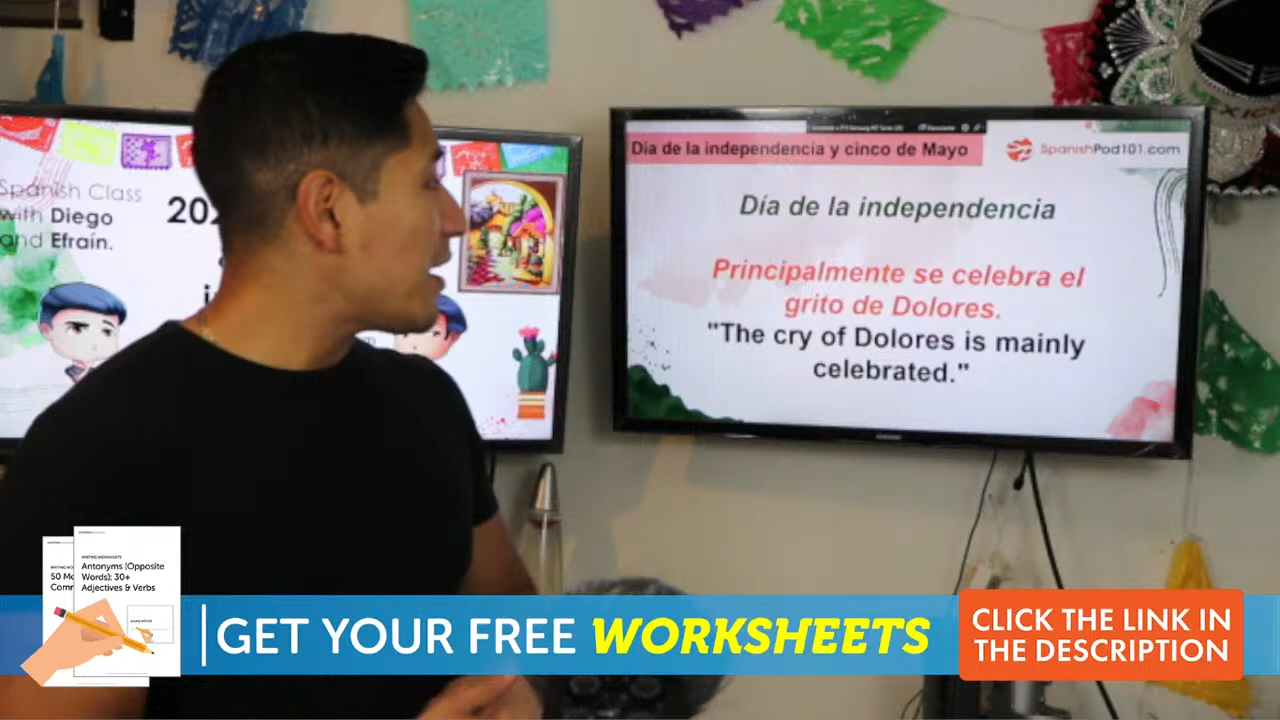 Spanish Class
with Diego
and Efraín.
Día de la independencia y cinco de Mayo
SpanishPod101.com
Día de la independencia
Principalmente se celebra el
grito de Dolores.
"The cry of Dolores is mainly
celebrated."
WRITING WORKSHEETS
Antonyms (Opposite
Words): 30+
Adjectives & Verbs
GET YOUR FREE WORKSHEETS
CLICK THE LINK IN
THE DESCRIPTION